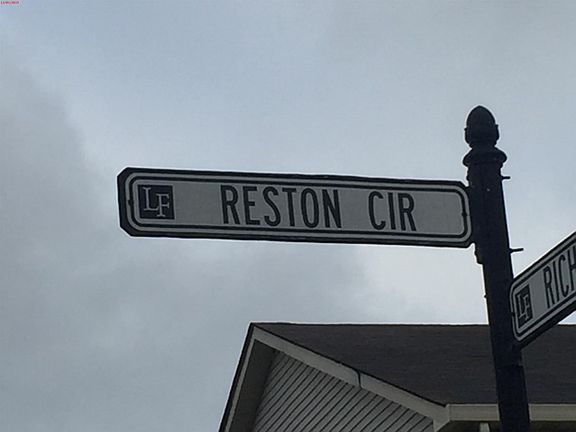 LF RESTON CIR
LF RICH